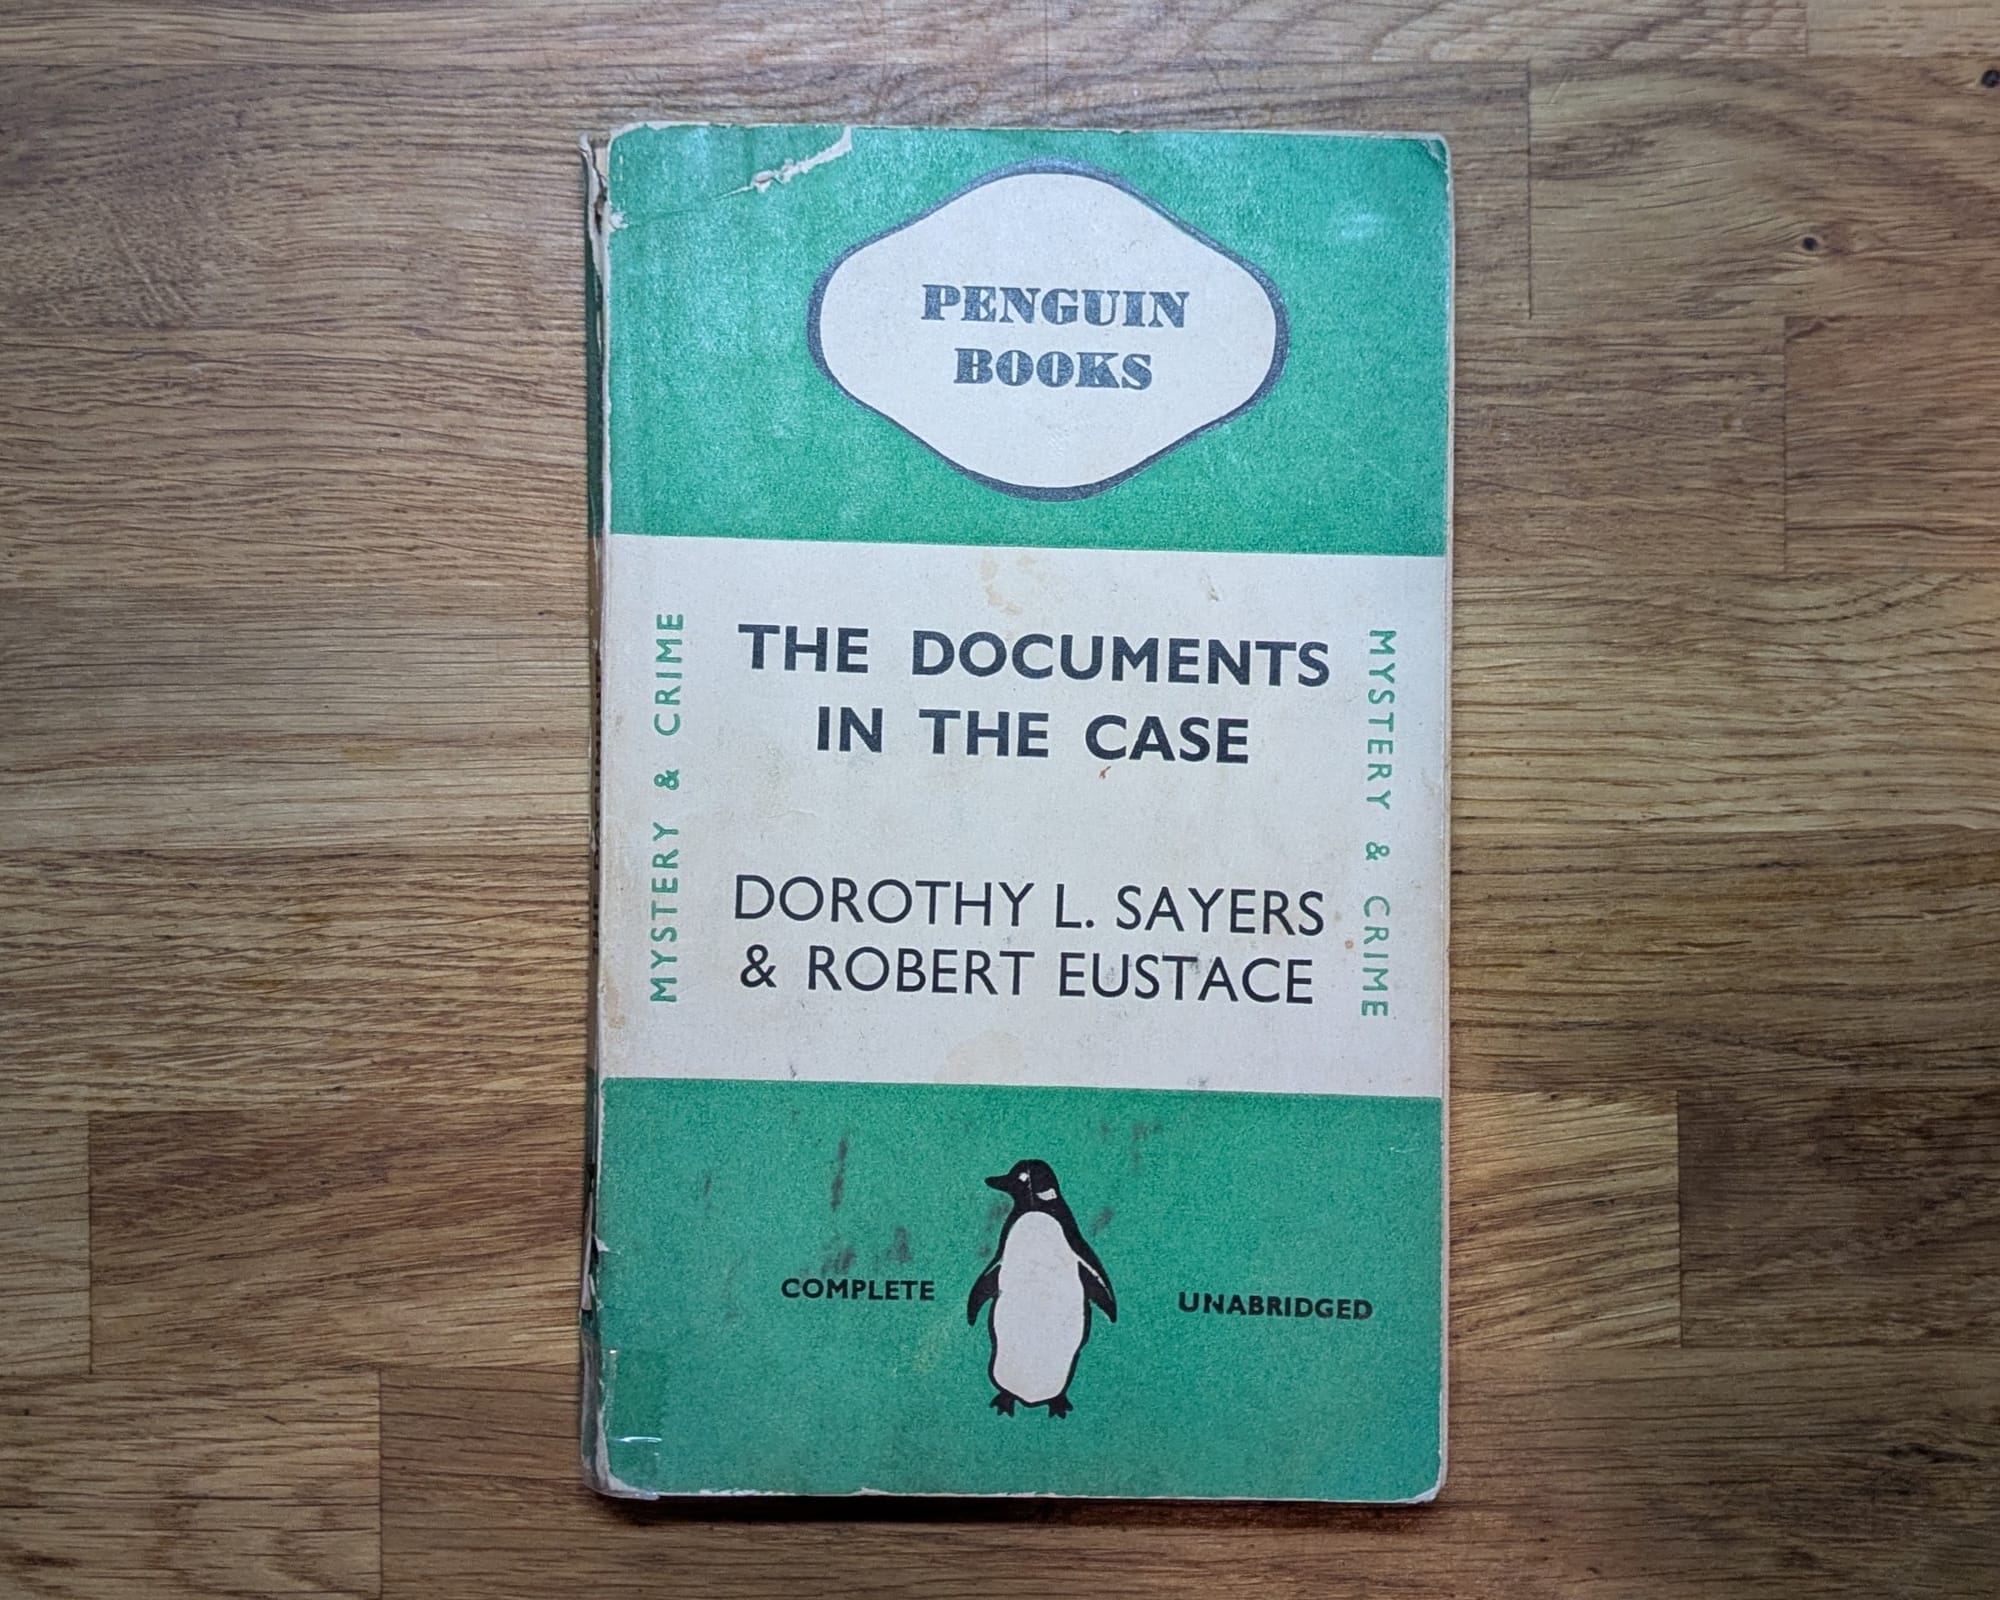 PENGUIN
BOOKS
MYSTERY & CRIME
THE DOCUMENTS
IN THE CASE
DOROTHY L. SAYERS
& ROBERT EUSTACE
MYSTERY & CRIME
COMPLETE
UNABRIDGED